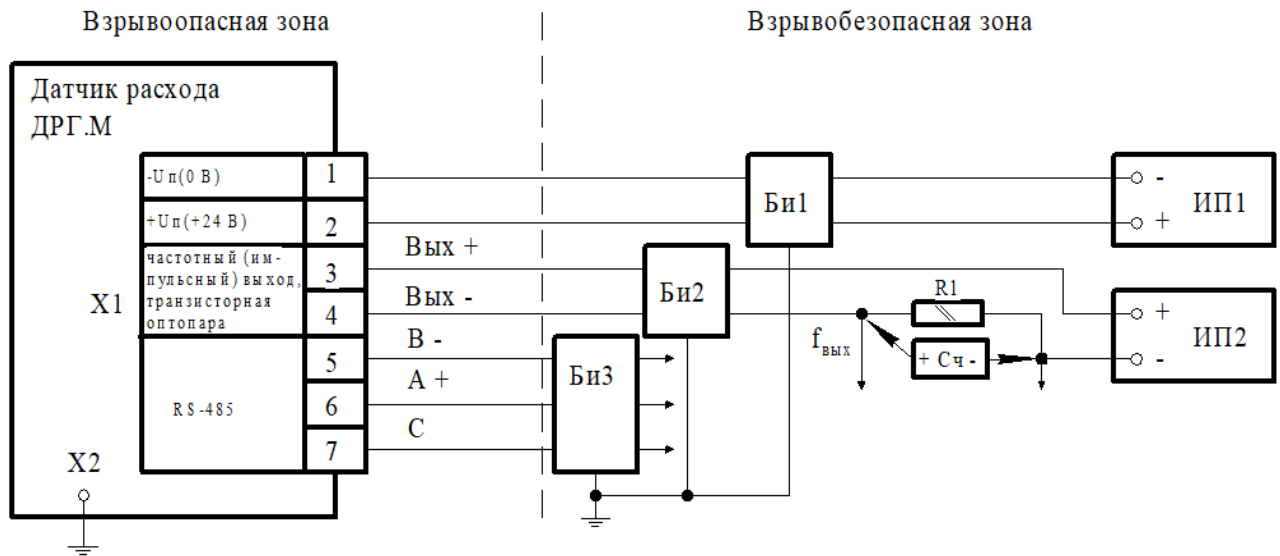 Взрывоопасная зона
Взрывобезопасная зона
Датчик расхода
ДРГ.М
-Uп(0 В)
1
+Uп(+24 В)
2
частотный (им-
пульсный) выход,
транзисторная
оптопара
3
4
X1
RS-485
5
6
7
X2
Вых +
Вых -
В -
А +
С
Би1
Би2
Би3
R1
fвых
+ Сч -
-
+
ИП1
+
-
ИП2